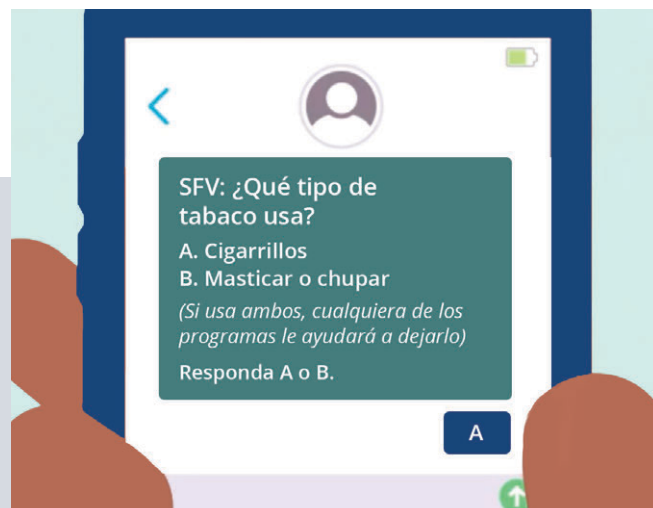 SFV: ¿Qué tipo de
tabaco usa?
A. Cigarrillos
B. Masticar o chupar
(Si usa ambos, cualquiera de los
programas le ayudará a dejarlo)
Responda A o B.
A